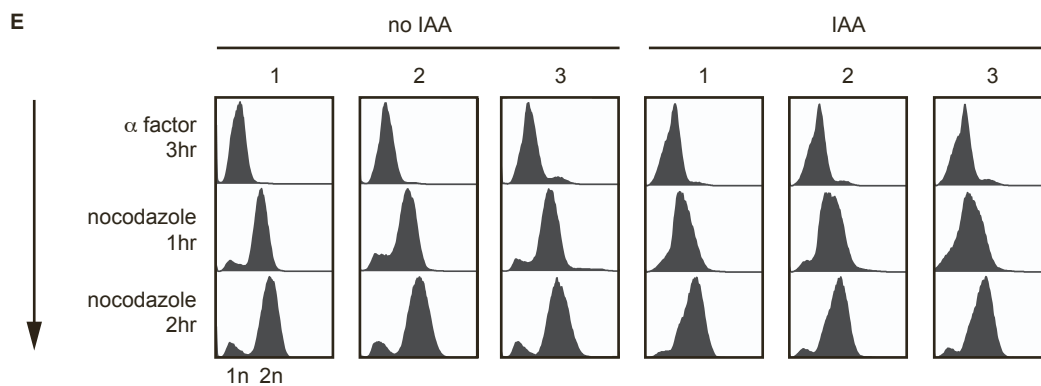 E
no IAA IAA
1 2 3 1 2 3
α factor
3hr
nocodazole
1hr
nocodazole
2hr
1n 2n